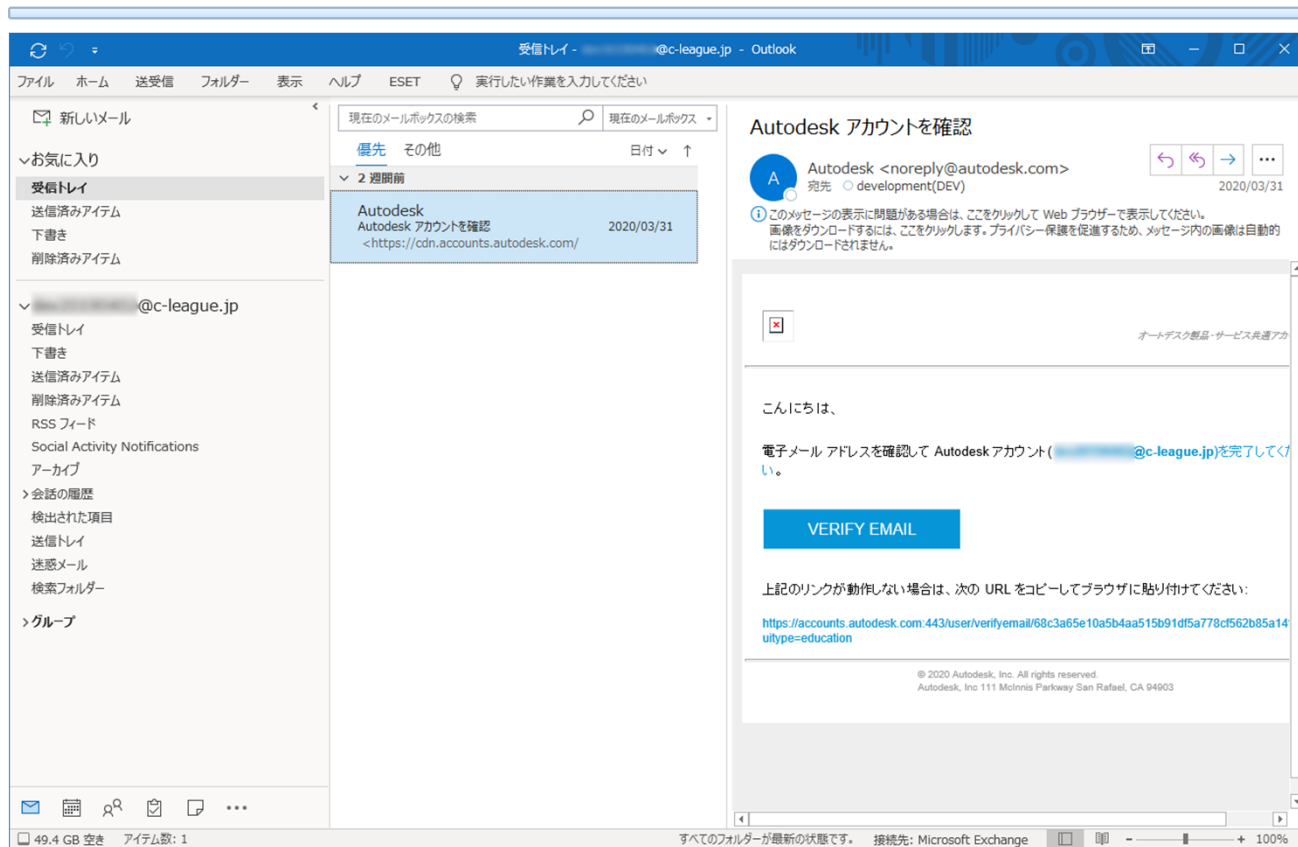 受信トレイ - @c-league.jp - Outlook
ファイル ホーム 送受信 フォルダー 表示 ヘルプ ESET 実行したい作業を入力してください
新しいメール
お気に入り
受信トレイ
送信済みアイテム
下書き
削除済みアイテム
@c-league.jp
受信トレイ
下書き
送信済みアイテム
削除済みアイテム
RSS フィード
Social Activity Notifications
アーカイブ
会話の履歴
検出された項目
送信トレイ
迷惑メール
検索フォルダー
グループ
現在のメールボックスの検索 現在のメールボックス
優先 その他 日付 ↑
2 週間前
Autodesk
Autodesk アカウントを確認 2020/03/31
<https://cdn.accounts.autodesk.com/
Autodesk アカウントを確認
A
Autodesk <noreply@autodesk.com>
宛先 development(DEV) 2020/03/31
このメッセージの表示に問題がある場合は、ここをクリックして Web ブラウザーで表示してください。
画像をダウンロードするには、ここをクリックします。プライバシー保護を促進するため、メッセージ内の画像は自動的
にはダウンロードされません。
オートデスク製品・サービス共通アカ
こんにちは、
電子メール アドレスを確認して Autodesk アカウント( @c-league.jp)を完了してくだ
い。
VERIFY EMAIL
上記のリンクが動作しない場合は、次の URL をコピーしてブラウザに貼り付けてください:
https://accounts.autodesk.com:443/user/verifyemail/68c3a65e10a5b4aa515b91df5a778cf562b85a14
uitype=education
© 2020 Autodesk, Inc. All rights reserved.
Autodesk, Inc 111 McInnis Parkway San Rafael, CA 94903
49.4 GB 空き アイテム数: 1 すべてのフォルダーが最新の状態です。 接続先: Microsoft Exchange 100%